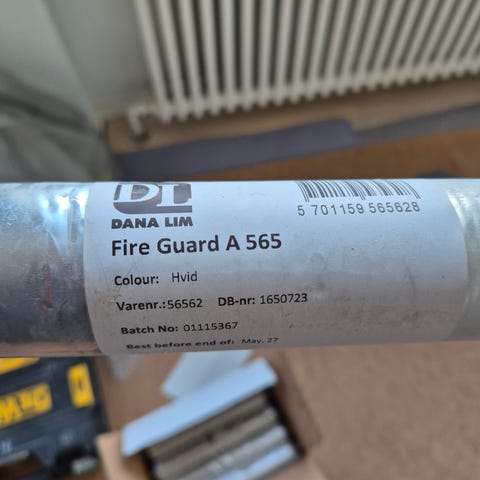 DL
DANA LIM
5 701159 565628
Fire Guard A 565
Colour: Hvid
Varenr.:56562 DB-nr: 1650723
Batch No: 01115367
Best before end of: May. 27